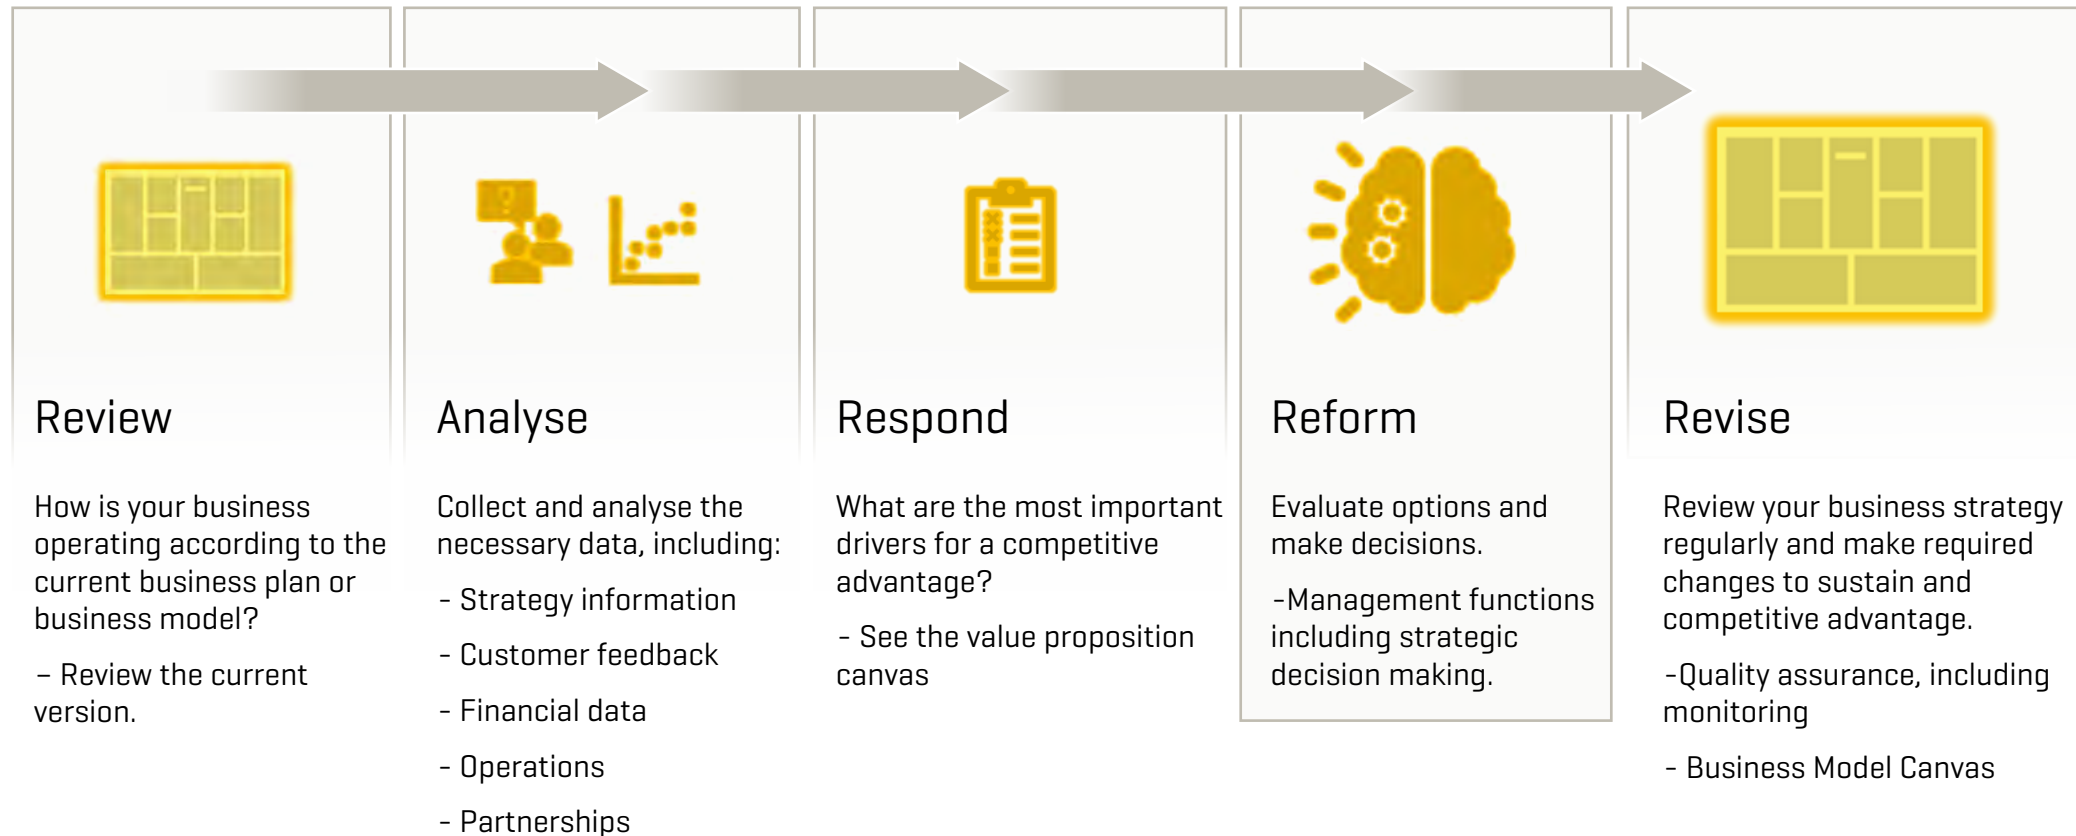 Review
How is your business
operating according to the
current business plan or
business model?
– Review the current
version.
Analyse
Collect and analyse the
necessary data, including:
- Strategy information
- Customer feedback
- Financial data
- Operations
- Partnerships
Respond
What are the most important
drivers for a competitive
advantage?
- See the value proposition
canvas
Reform
Evaluate options and
make decisions.
-Management functions
including strategic
decision making.
Revise
Review your business strategy
regularly and make required
changes to sustain and
competitive advantage.
-Quality assurance, including
monitoring
- Business Model Canvas